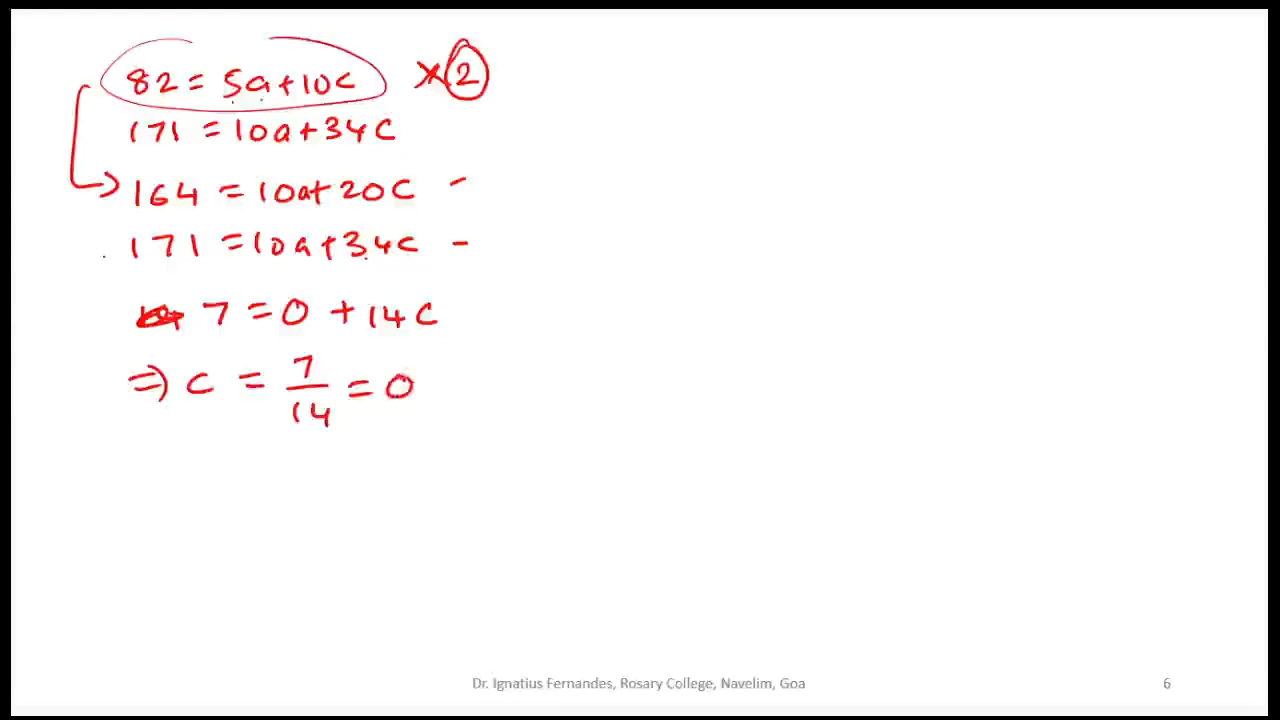 82 = 5a + 10c × 2
171 = 10a + 34c
164 = 10a + 20c -
171 = 10a + 34c -
7 = 0 + 14c
⇒ c = 7/14 = 0
Dr. Ignatius Fernandes, Rosary College, Navelim, Goa 6